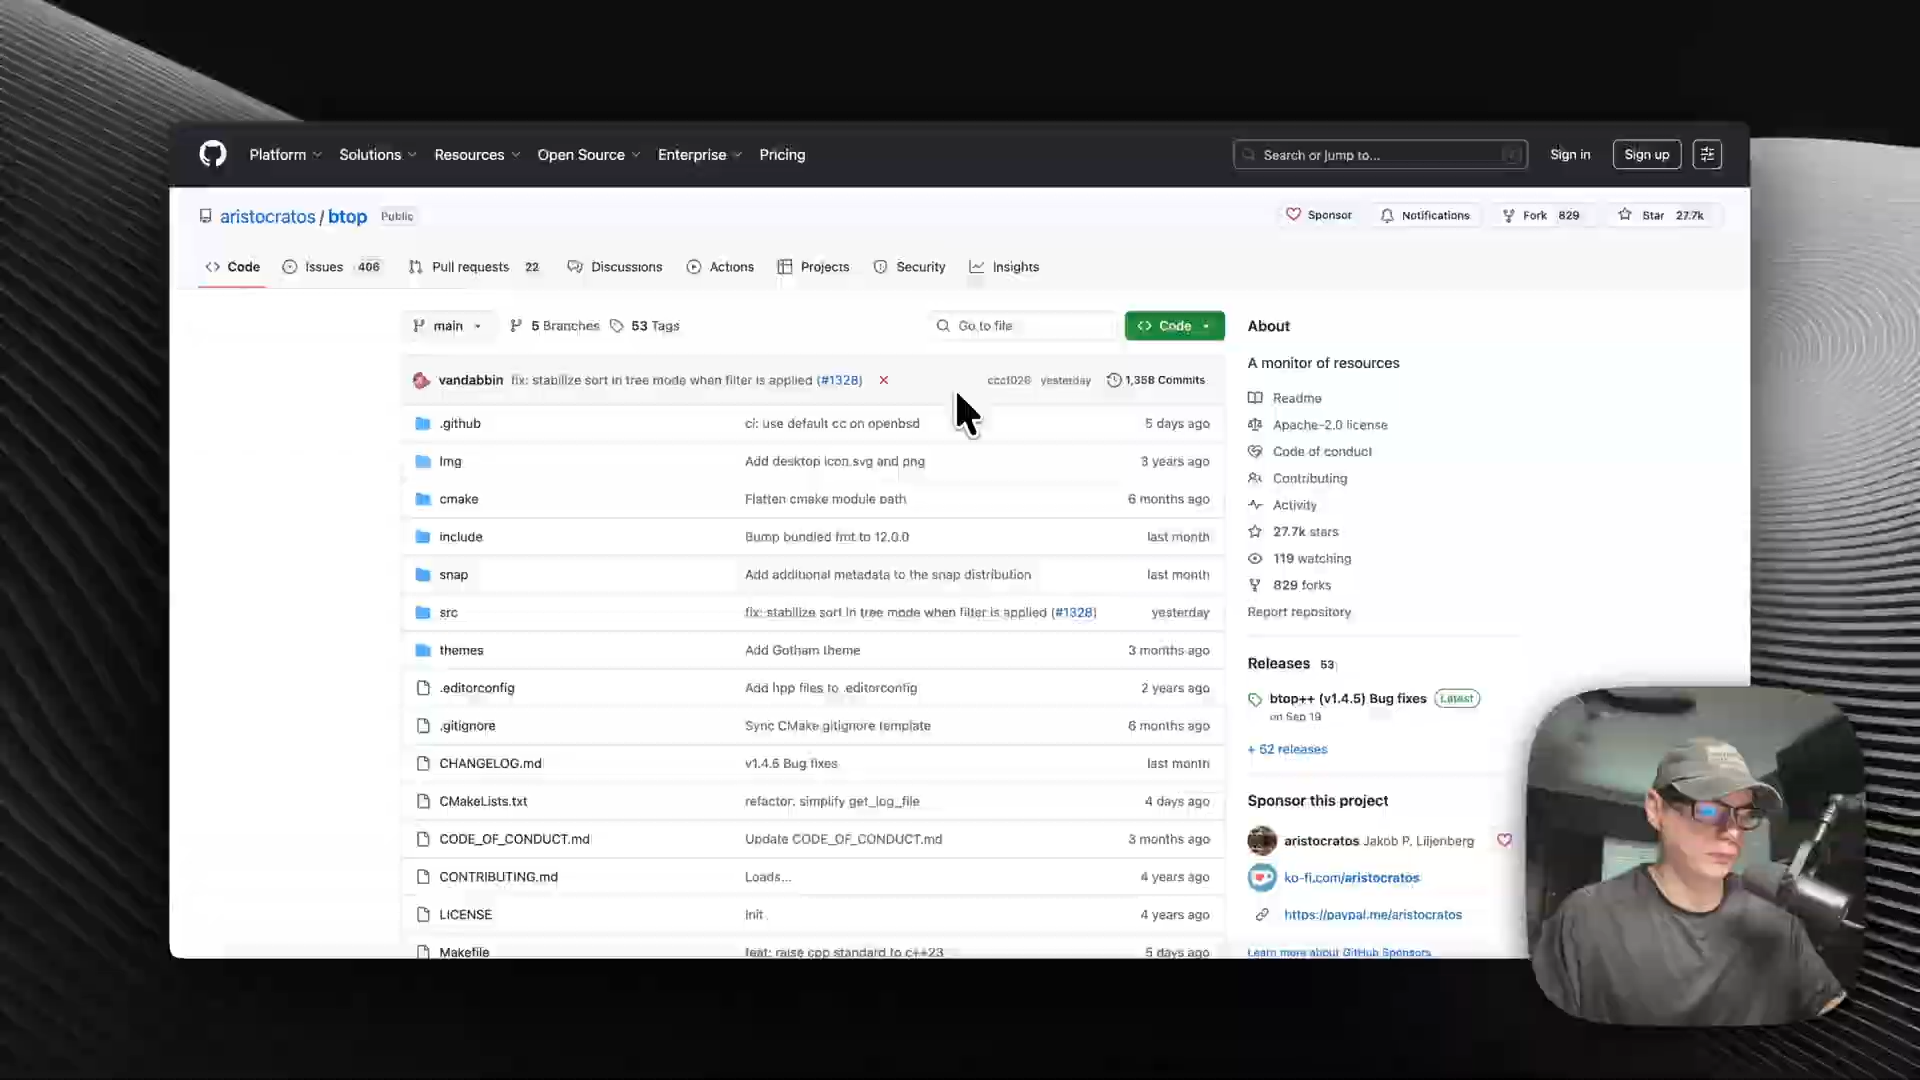 Platform Solutions Resources Open Source Enterprise Pricing Search or jump to... Sign in Sign up
aristocratos / btop Public Sponsor Notifications Fork 829 Star 27.7k
Code Issues 406 Pull requests 22 Discussions Actions Projects Security Insights
main 5 Branches 53 Tags Go to file Code
vandabbin fix: stabilize sort in tree mode when filter is applied (#1328) yesterday 1,358 Commits
.github ci: use default cc on openbsd 5 days ago
Img Add desktop icon.svg and png 3 years ago
cmake Flatten cmake module path 6 months ago
include Bump bundled fmt to 12.0.0 last month
snap Add additional metadata to the snap distribution last month
src fix: stabilize sort in tree mode when filter is applied (#1328) yesterday
themes Add Gotham theme 3 months ago
.editorconfig Add hpp files to .editorconfig 2 years ago
.gitignore Sync CMake gitignore template 6 months ago
CHANGELOG.md v1.4.5 Bug fixes last month
CMakeLists.txt refactor: simplify get_log_file 4 days ago
CODE_OF_CONDUCT.md Update CODE_OF_CONDUCT.md 3 months ago
CONTRIBUTING.md Loads... 4 years ago
LICENSE Init 4 years ago
Makefile feat: raise cpp standard to c++23 5 days ago
About
A monitor of resources
Readme
Apache-2.0 license
Code of conduct
Contributing
Activity
27.7k stars
119 watching
829 forks
Report repository
Releases 53
btop++ (v1.4.5) Bug fixes Latest
on Sep 19
+ 52 releases
Sponsor this project
aristocratos Jakob P. Liljenberg
ko-fi.com/aristocratos
https://paypal.me/aristocratos
Learn more about GitHub Sponsors